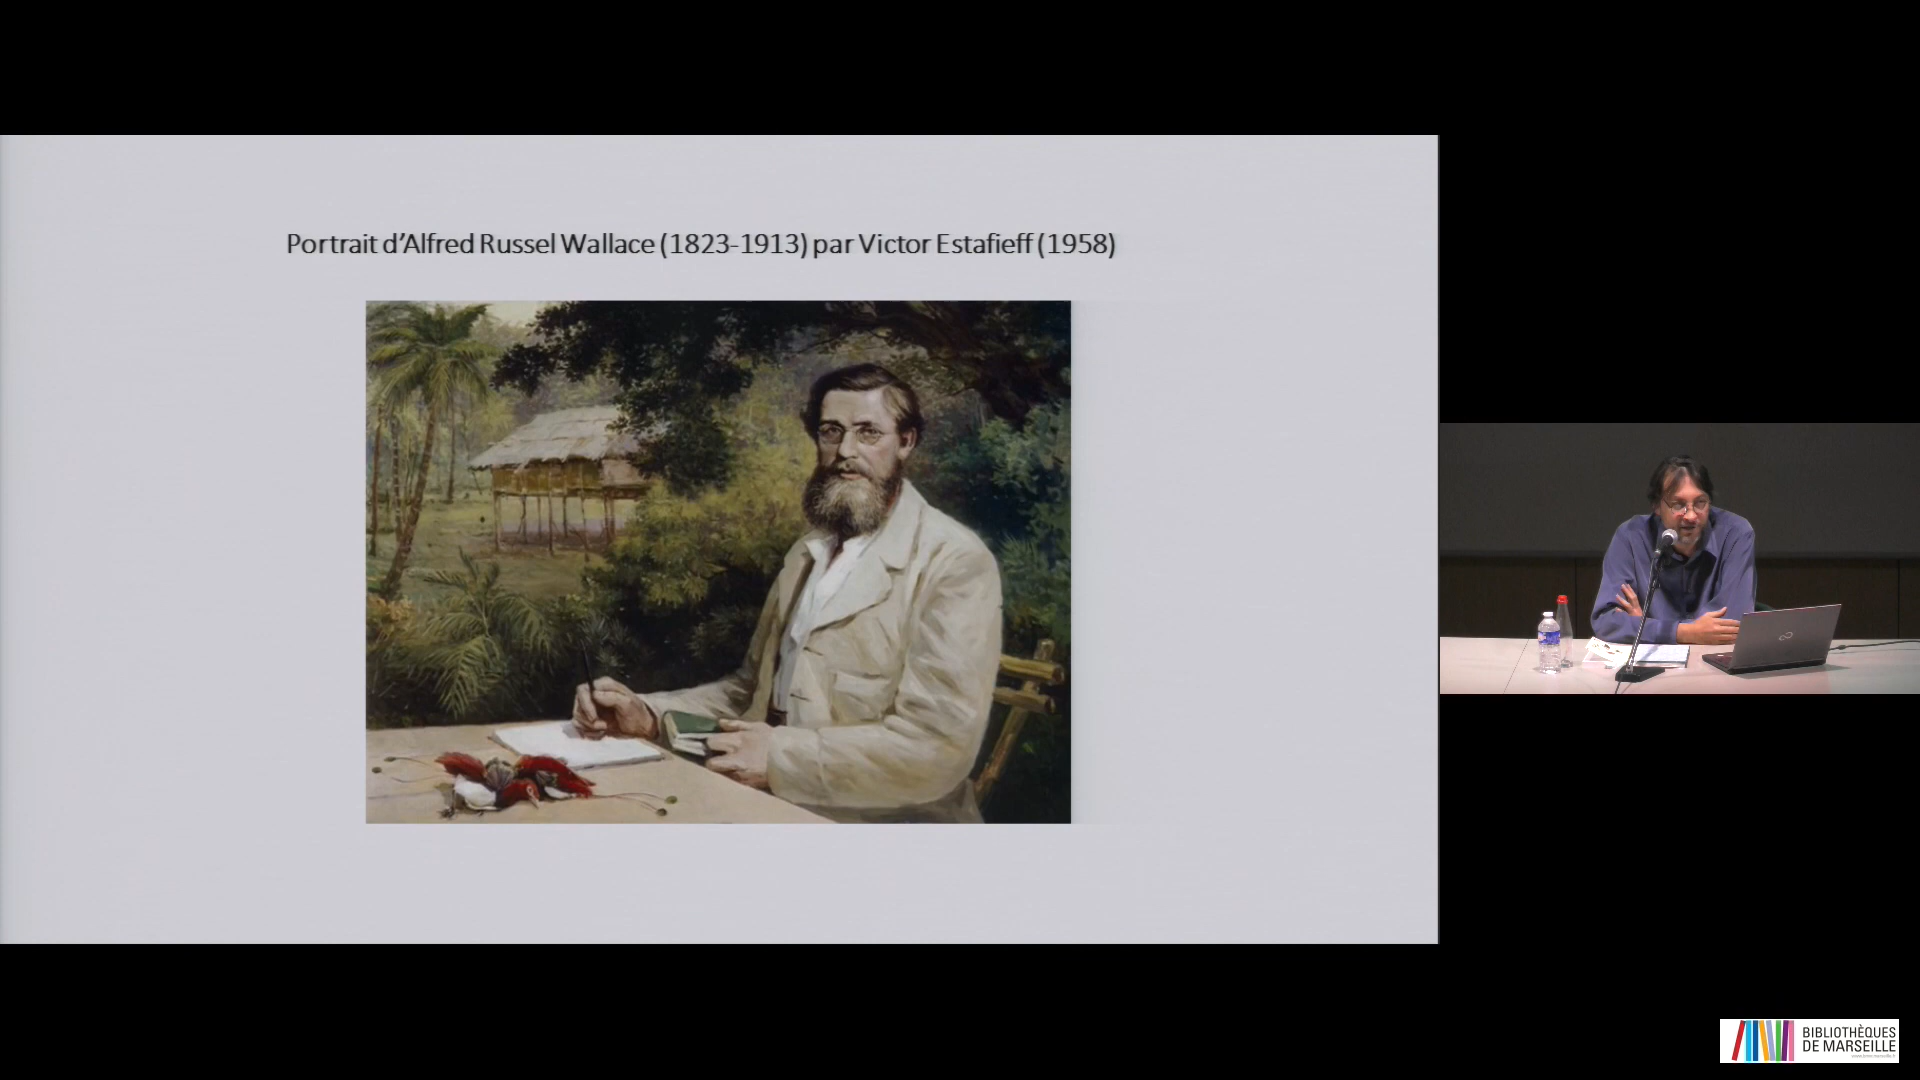 Portrait d'Alfred Russel Wallace (1823-1913) par Victor Estafieff (1958)
BIBLIOTHÈQUES
DE MARSEILLE